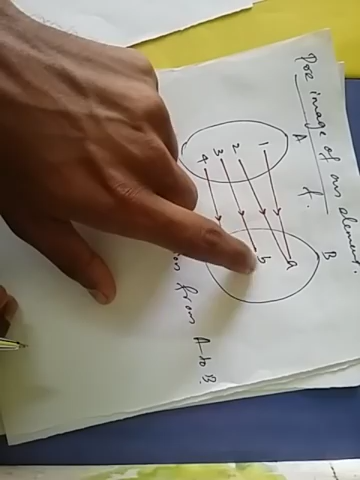 Pre image of an element
f.
A B
1 a
2
3 b
4
from A to B.